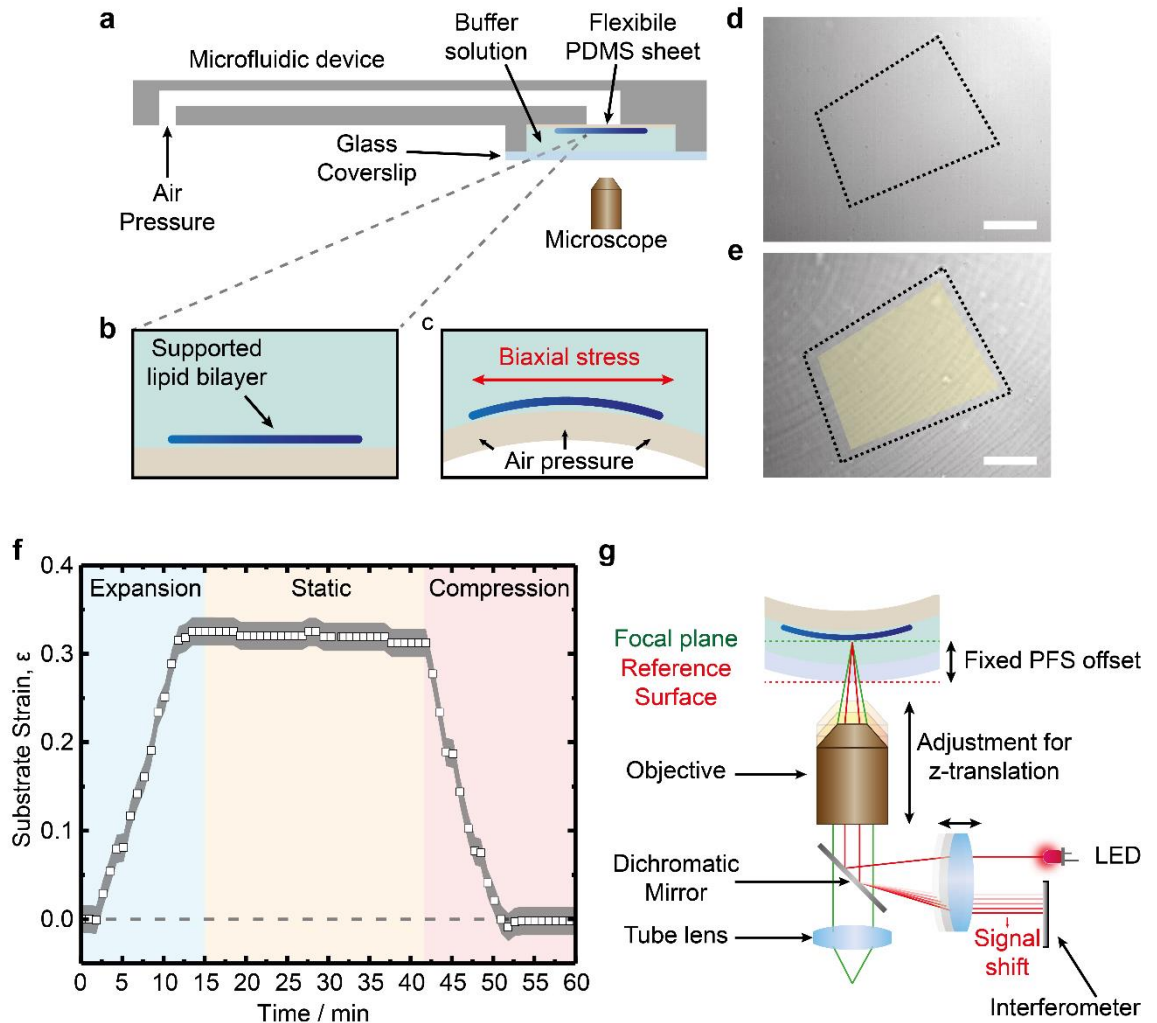 a
Microfluidic device
Buffer
solution
Flexibile
PDMS sheet
Glass
Coverslip
Air
Pressure
Microscope
b
Supported
lipid bilayer
c
Biaxial stress
Air pressure
d
e
f
Substrate Strain, ε
0.4
0.3
0.2
0.1
0.0
Expansion
Static
Compression
0 5 10 15 20 25 30 35 40 45 50 55 60
Time / min
g
Focal plane
Reference
Surface
Fixed PFS offset
Objective
Adjustment for
z-translation
Dichromatic
Mirror
LED
Tube lens
Signal
shift
Interferometer